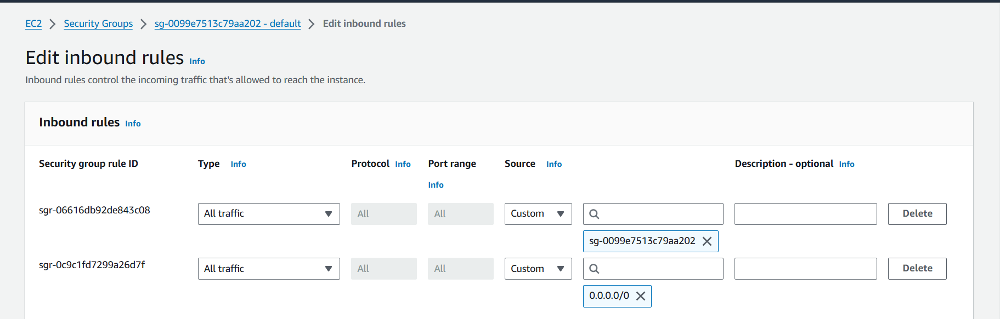 EC2 > Security Groups > sg-0099e7513c79aa202 - default > Edit inbound rules
Edit inbound rules Info
Inbound rules control the incoming traffic that's allowed to reach the instance.
Inbound rules Info
Security group rule ID Type Info Protocol Info Port range Source Info Description - optional Info
Info
sgr-06616db92de843c08 All traffic All All Custom Delete
sg-0099e7513c79aa202
sgr-0c9c1fd7299a26d7f All traffic All All Custom Delete
0.0.0.0/0